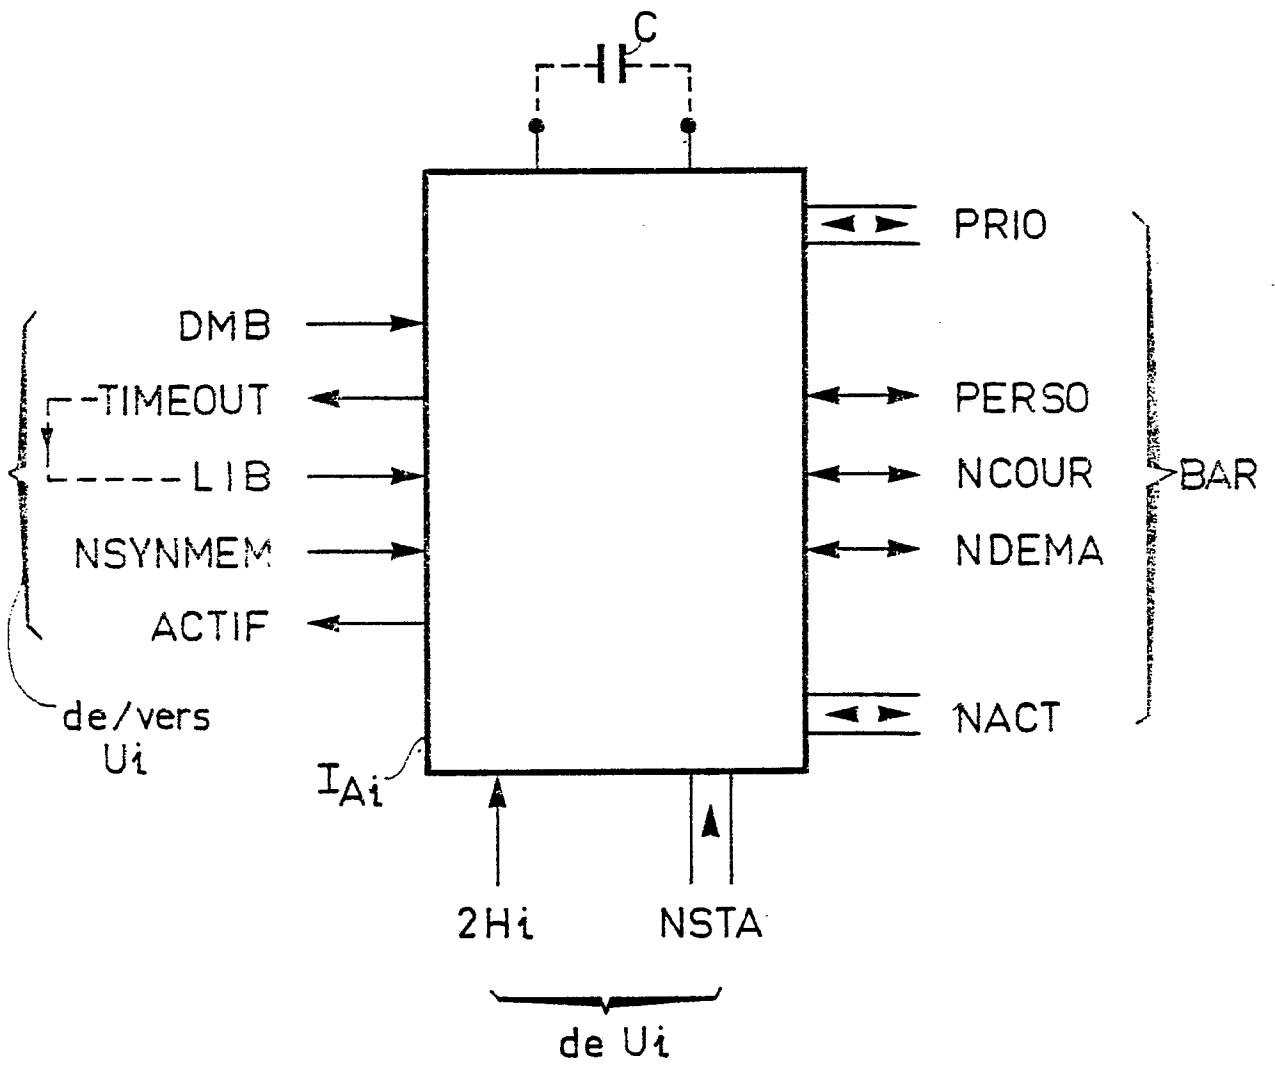 C
PRIO
DMB
TIMEOUT
PERSO
LIB
NCOUR
BAR
NSYNMEM
NDEMA
ACTIF
de/vers
Ui
NACT
IAi
2Hi
NSTA
de Ui